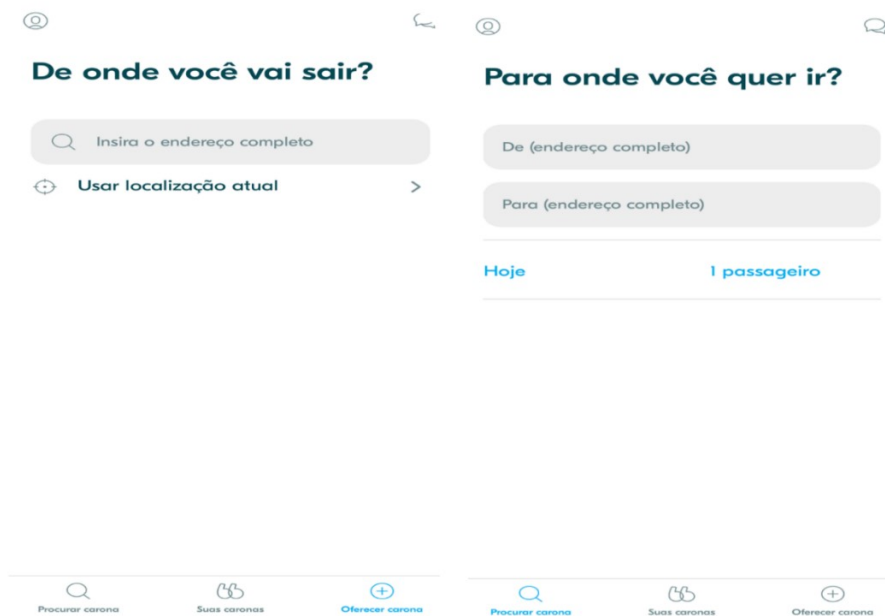 De onde você vai sair?
Insira o endereço completo
Usar localização atual
Procurar carona
Suas caronas
Oferecer carona
Para onde você quer ir?
De (endereço completo)
Para (endereço completo)
Hoje
1 passageiro
Procurar carona
Suas caronas
Oferecer carona